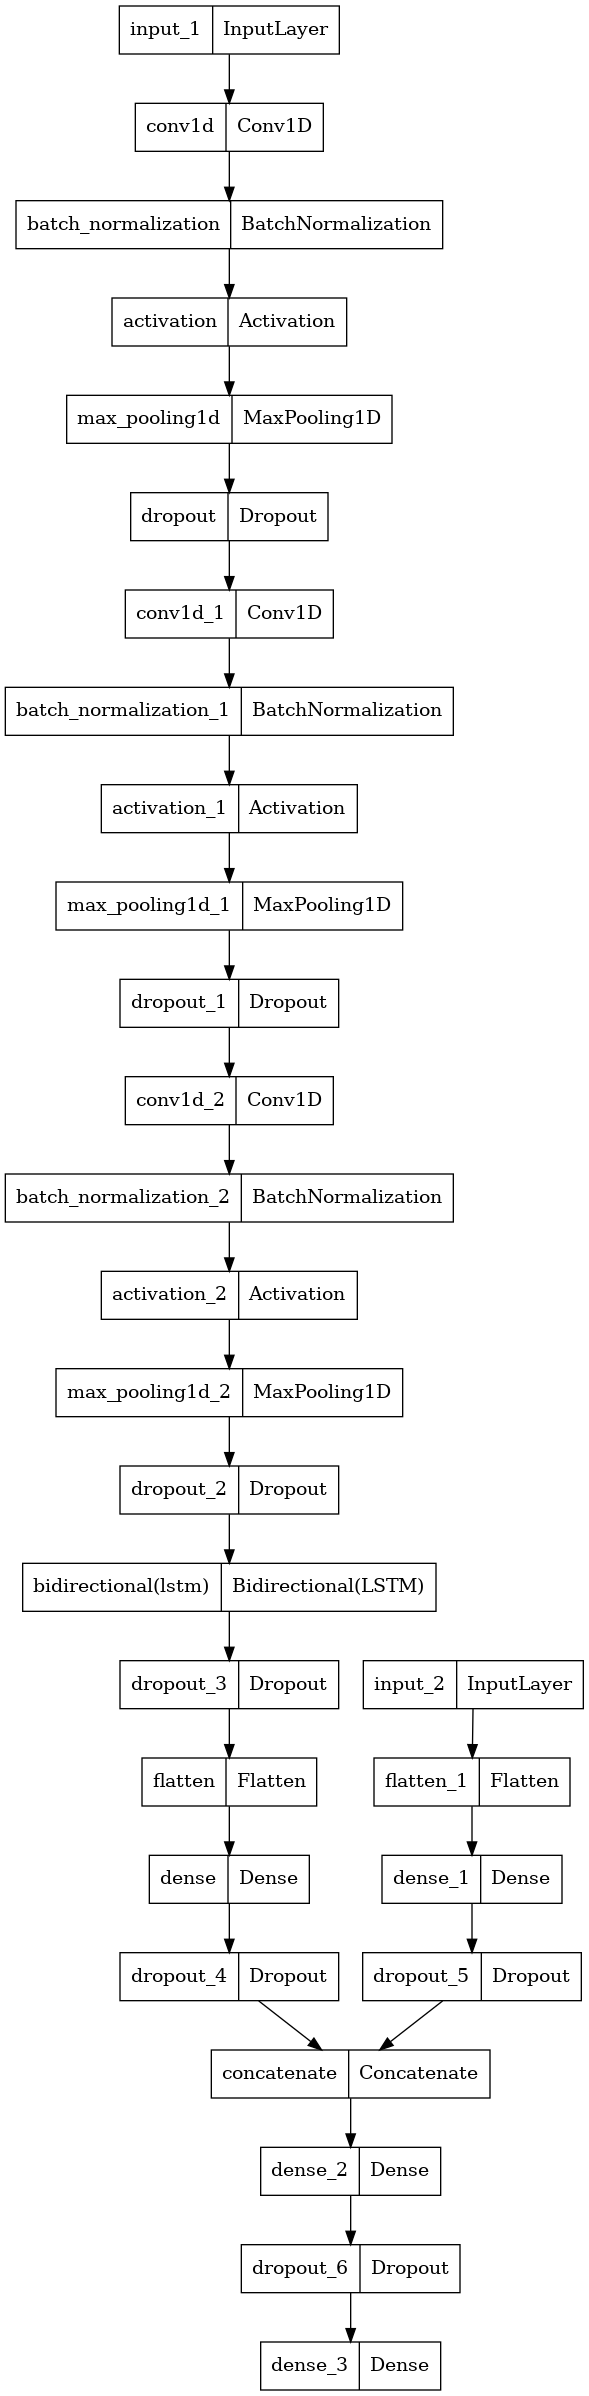 input_1 InputLayer
conv1d Conv1D
batch_normalization BatchNormalization
activation Activation
max_pooling1d MaxPooling1D
dropout Dropout
conv1d_1 Conv1D
batch_normalization_1 BatchNormalization
activation_1 Activation
max_pooling1d_1 MaxPooling1D
dropout_1 Dropout
conv1d_2 Conv1D
batch_normalization_2 BatchNormalization
activation_2 Activation
max_pooling1d_2 MaxPooling1D
dropout_2 Dropout
bidirectional(lstm) Bidirectional(LSTM)
dropout_3 Dropout
input_2 InputLayer
flatten Flatten
flatten_1 Flatten
dense Dense
dense_1 Dense
dropout_4 Dropout
dropout_5 Dropout
concatenate Concatenate
dense_2 Dense
dropout_6 Dropout
dense_3 Dense